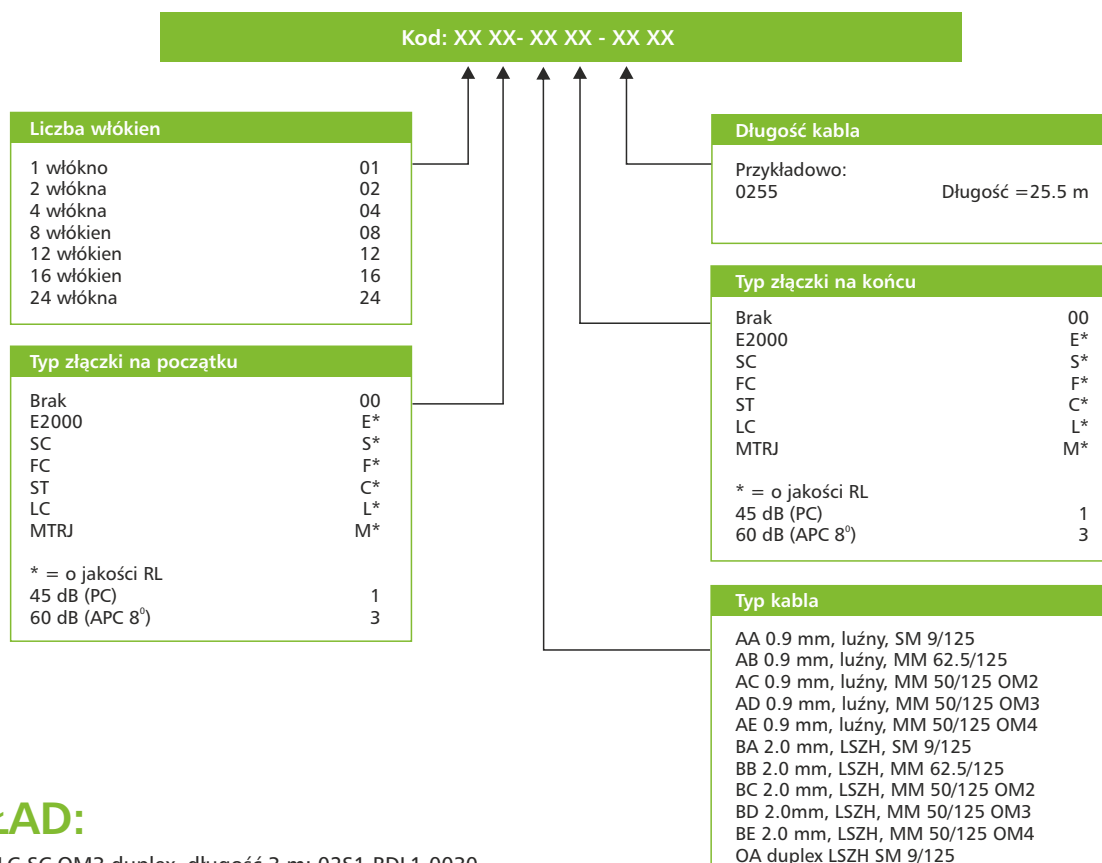 Kod: XX XX- XX XX - XX XX
Liczba włókien
1 włókno 01
2 włókna 02
4 włókna 04
8 włókien 08
12 włókien 12
16 włókien 16
24 włókna 24
Typ złączki na początku
Brak 00
E2000 E*
SC S*
FC F*
ST C*
LC L*
MTRJ M*
* = o jakości RL
45 dB (PC) 1
60 dB (APC 8⁰) 3
Długość kabla
Przykładowo:
0255 Długość =25.5 m
Typ złączki na końcu
Brak 00
E2000 E*
SC S*
FC F*
ST C*
LC L*
MTRJ M*
* = o jakości RL
45 dB (PC) 1
60 dB (APC 8⁰) 3
Typ kabla
AA 0.9 mm, luźny, SM 9/125
AB 0.9 mm, luźny, MM 62.5/125
AC 0.9 mm, luźny, MM 50/125 OM2
AD 0.9 mm, luźny, MM 50/125 OM3
AE 0.9 mm, luźny, MM 50/125 OM4
BA 2.0 mm, LSZH, SM 9/125
BB 2.0 mm, LSZH, MM 62.5/125
BC 2.0 mm, LSZH, MM 50/125 OM2
BD 2.0mm, LSZH, MM 50/125 OM3
BE 2.0 mm, LSZH, MM 50/125 OM4
OA duplex LSZH SM 9/125
ŁAD:
SC OM3 duplex, długość 3 m: 02S1-BDL1-0030